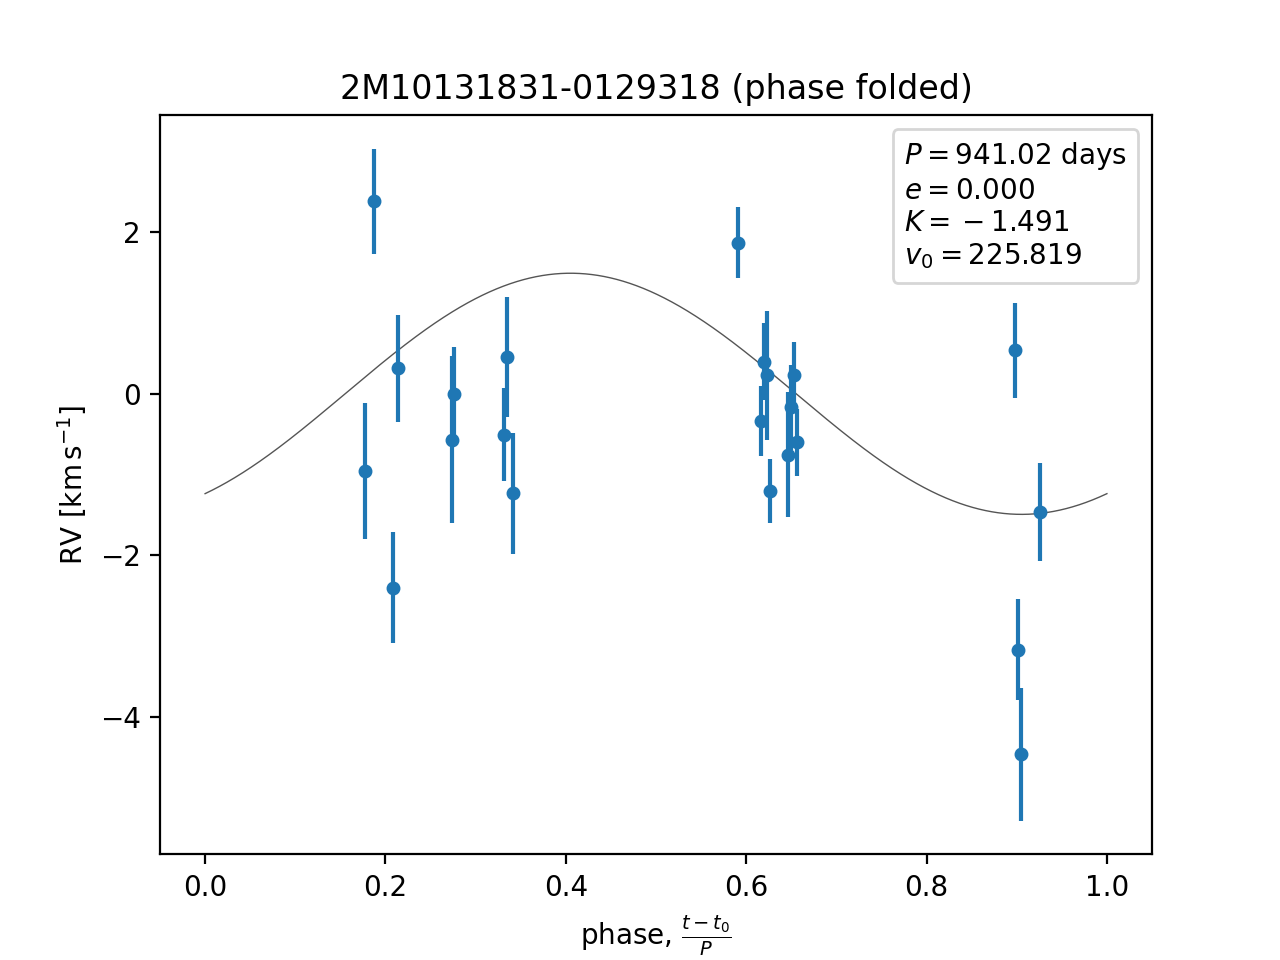 2M10131831-0129318 (phase folded)
P = 941.02 days
e = 0.000
K = −1.491
v₀ = 225.819
RV [km s⁻¹]
2
0
−2
−4
0.0 0.2 0.4 0.6 0.8 1.0
phase, (t − t₀)/P